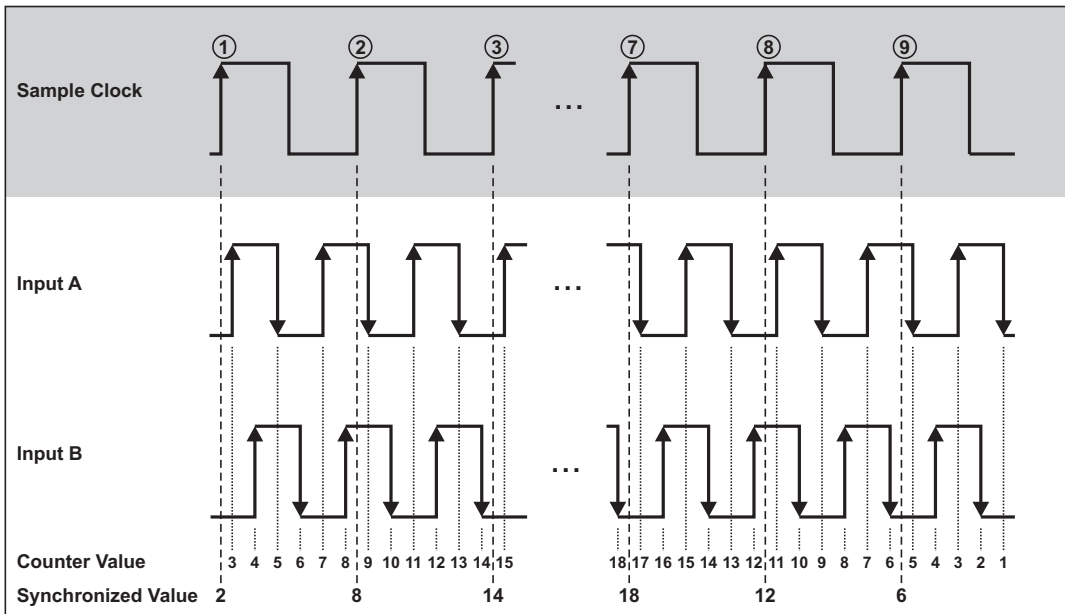 ① ② ③ ⑦ ⑧ ⑨
Sample Clock
...
Input A
...
Input B
...
Counter Value 3 4 5 6 7 8 9 10 11 12 13 14 15 18 17 16 15 14 13 12 11 10 9 8 7 6 5 4 3 2 1
Synchronized Value 2 8 14 18 12 6